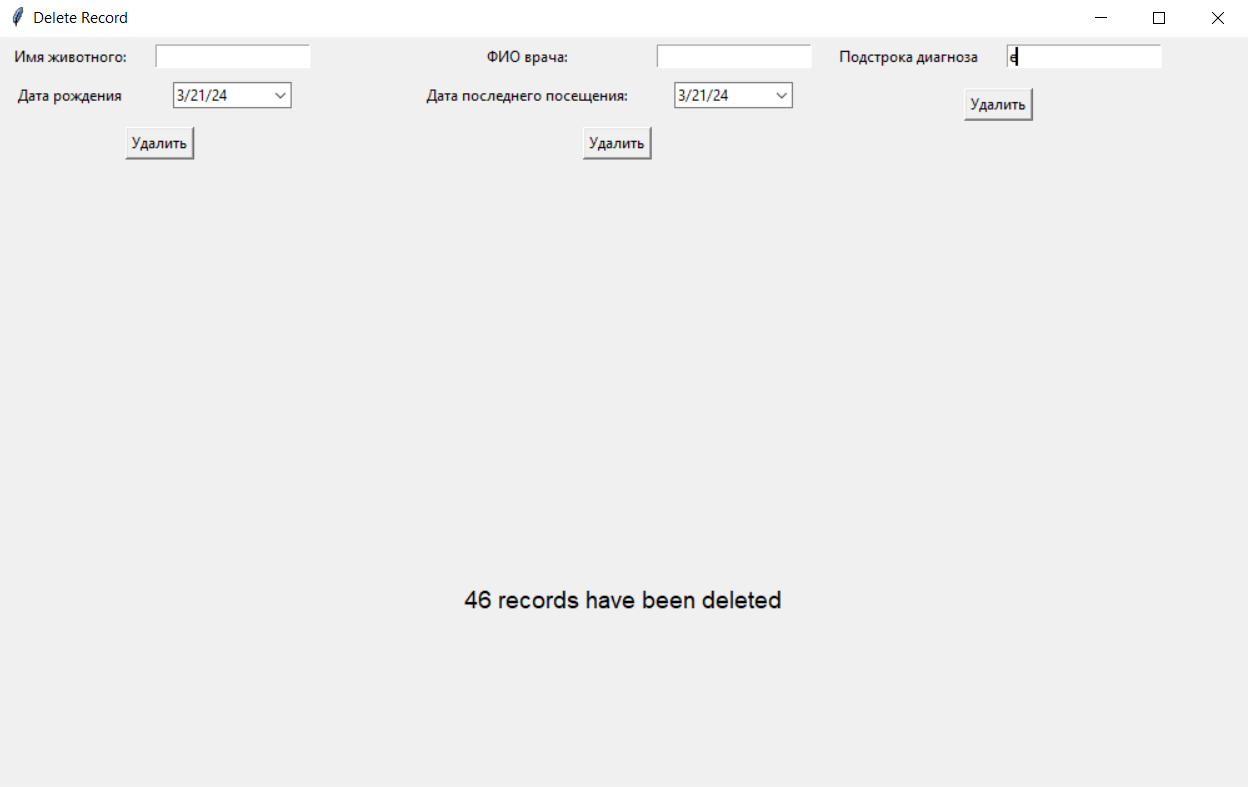 Delete Record
Имя животного: ФИО врача: Подстрока диагноза е
Дата рождения 3/21/24 Дата последнего посещения: 3/21/24 Удалить
Удалить Удалить
46 records have been deleted